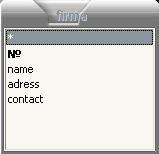 firma
*
№
name
adress
contact